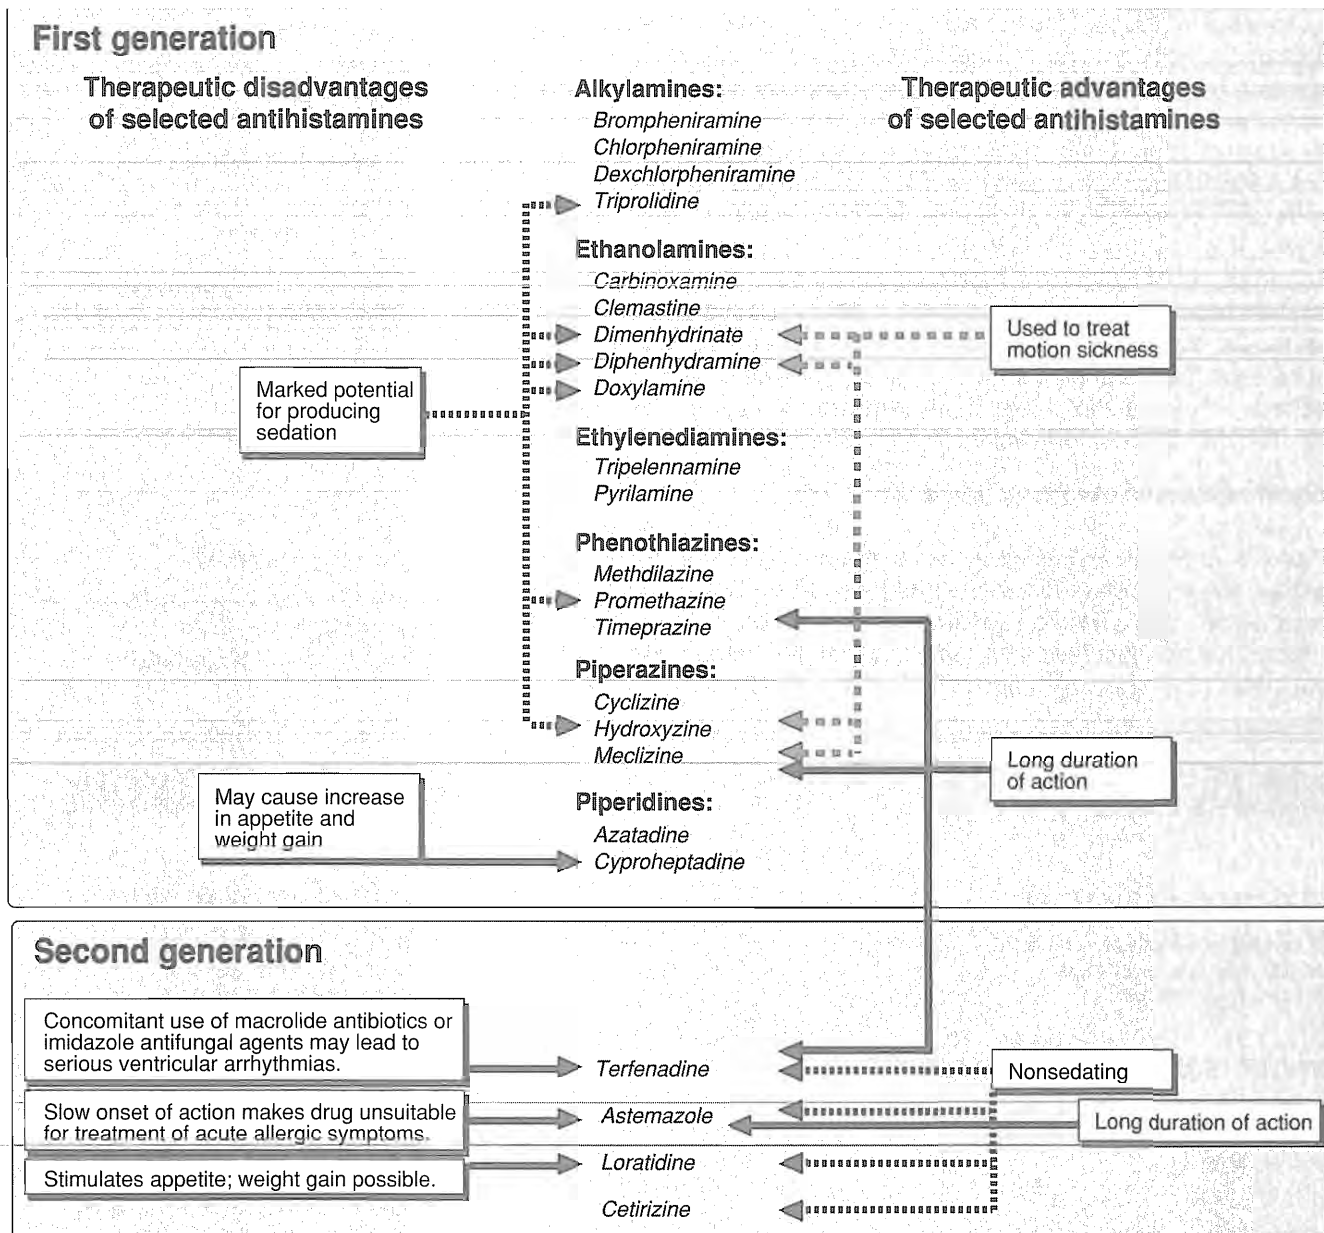 First generation
Therapeutic disadvantages
of selected antihistamines
Alkylamines:
Brompheniramine
Chlorpheniramine
Dexchlorpheniramine
Triprolidine
Therapeutic advantages
of selected antihistamines
Ethanolamines:
Carbinoxamine
Clemastine
Dimenhydrinate
Diphenhydramine
Doxylamine
Used to treat
motion sickness
Marked potential
for producing
sedation
Ethylenediamines:
Tripelennamine
Pyrilamine
Phenothiazines:
Methdilazine
Promethazine
Timeprazine
Piperazines:
Cyclizine
Hydroxyzine
Meclizine
Long duration
of action
May cause increase
in appetite and
weight gain
Piperidines:
Azatadine
Cyproheptadine
Second generation
Concomitant use of macrolide antibiotics or
imidazole antifungal agents may lead to
serious ventricular arrhythmias.
Terfenadine
Nonsedating
Slow onset of action makes drug unsuitable
for treatment of acute allergic symptoms.
Astemazole
Long duration of action
Stimulates appetite; weight gain possible.
Loratidine
Cetirizine